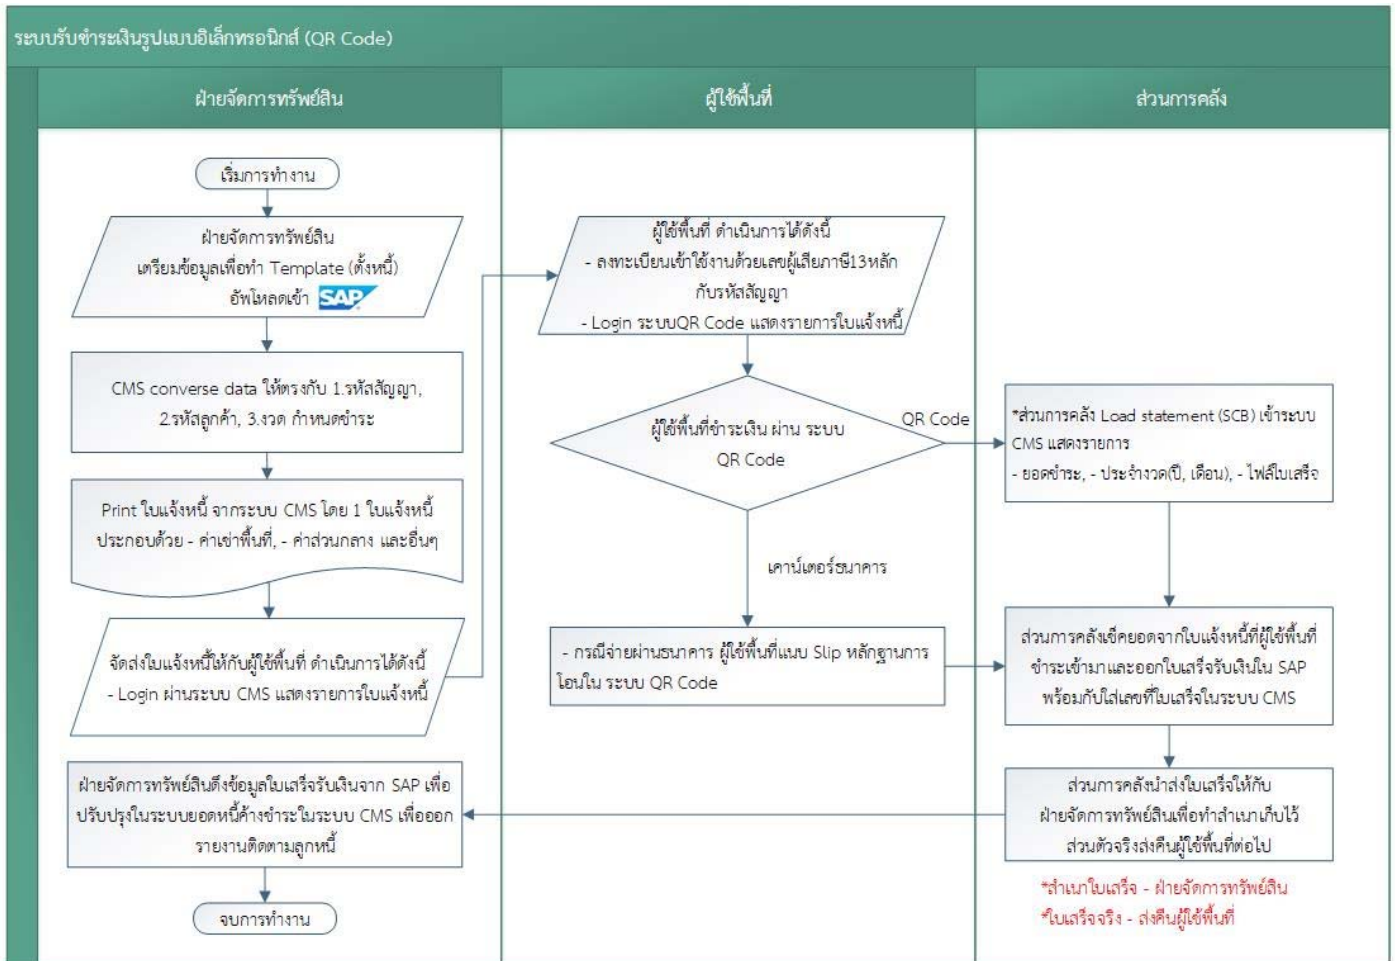 ระบบรับชำระเงินรูปแบบอิเล็กทรอนิกส์ (QR Code)
ฝ่ายจัดการทรัพย์สิน
ผู้ใช้พื้นที่
ส่วนการคลัง
เริ่มการทำงาน
ฝ่ายจัดการทรัพย์สิน
เตรียมข้อมูลเพื่อทำ Template (ตั้งหนี้)
อัพโหลดเข้า SAP
CMS converse data ให้ตรงกับ 1.รหัสสัญญา,
2.รหัสลูกค้า, 3.งวด กำหนดชำระ
Print ใบแจ้งหนี้ จากระบบ CMS โดย 1 ใบแจ้งหนี้
ประกอบด้วย - ค่าเช่าพื้นที่, - ค่าส่วนกลาง และอื่นๆ
จัดส่งใบแจ้งหนี้ให้กับผู้ใช้พื้นที่ ดำเนินการได้ดังนี้
- Login ผ่านระบบ CMS แสดงรายการใบแจ้งหนี้
ผู้ใช้พื้นที่ ดำเนินการได้ดังนี้
- ลงทะเบียนเข้าใช้งานด้วยเลขผู้เสียภาษี13หลัก
กับรหัสสัญญา
- Login ระบบQR Code แสดงรายการใบแจ้งหนี้
ผู้ใช้พื้นที่ชำระเงิน ผ่าน ระบบ
QR Code
QR Code
เคาน์เตอร์ธนาคาร
- กรณีจ่ายผ่านธนาคาร ผู้ใช้พื้นที่แนบ Slip หลักฐานการ
โอนใน ระบบ QR Code
*ส่วนการคลัง Load statement (SCB) เข้าระบบ
CMS แสดงรายการ
- ยอดชำระ, - ประจำงวด(ปี, เดือน), - ไฟล์ใบเสร็จ
ส่วนการคลังเช็คยอดจากใบแจ้งหนี้ที่ผู้ใช้พื้นที่
ชำระเข้ามาและออกใบเสร็จรับเงินใน SAP
พร้อมกับใส่เลขที่ใบเสร็จในระบบ CMS
ส่วนการคลังนำส่งใบเสร็จให้กับ
ฝ่ายจัดการทรัพย์สินเพื่อทำสำเนาเก็บไว้
ส่วนตัวจริงส่งคืนผู้ใช้พื้นที่ต่อไป
*สำเนาใบเสร็จ - ฝ่ายจัดการทรัพย์สิน
*ใบเสร็จจริง - ส่งคืนผู้ใช้พื้นที่
ฝ่ายจัดการทรัพย์สินดึงข้อมูลใบเสร็จรับเงินจาก SAP เพื่อ
ปรับปรุงในระบบยอดหนี้ค้างชำระในระบบ CMS เพื่อออก
รายงานติดตามลูกหนี้
จบการทำงาน